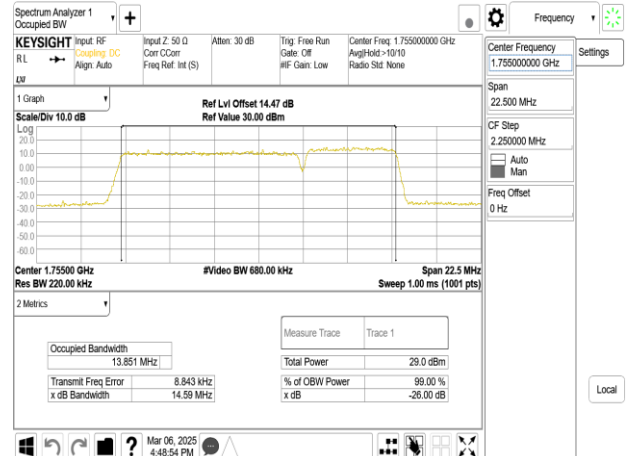 Spectrum Analyzer 1
Occupied BW
KEYSIGHT
RL
LXI
Input: RF
Coupling: DC
Align: Auto
Input Z: 50 Ω
Corr CCorr
Freq Ref: Int (S)
Atten: 30 dB
Trig: Free Run
Gate: Off
#IF Gain: Low
Center Freq: 1.755000000 GHz
Avg|Hold:>10/10
Radio Std: None
1 Graph
Scale/Div 10.0 dB
Ref Lvl Offset 14.47 dB
Ref Value 30.00 dBm
Log
20.0
10.0
0.00
-10.0
-20.0
-30.0
-40.0
-50.0
-60.0
Center 1.75500 GHz
Res BW 220.00 kHz
#Video BW 680.00 kHz
Span 22.5 MHz
Sweep 1.00 ms (1001 pts)
2 Metrics
Occupied Bandwidth
13.851 MHz
Transmit Freq Error 8.843 kHz
x dB Bandwidth 14.59 MHz
Measure Trace Trace 1
Total Power 29.0 dBm
% of OBW Power 99.00 %
x dB -26.00 dB
Mar 06, 2025
4:48:54 PM
Frequency
Center Frequency
1.755000000 GHz
Span
22.500 MHz
CF Step
2.250000 MHz
Auto
Man
Freq Offset
0 Hz
Settings
Local